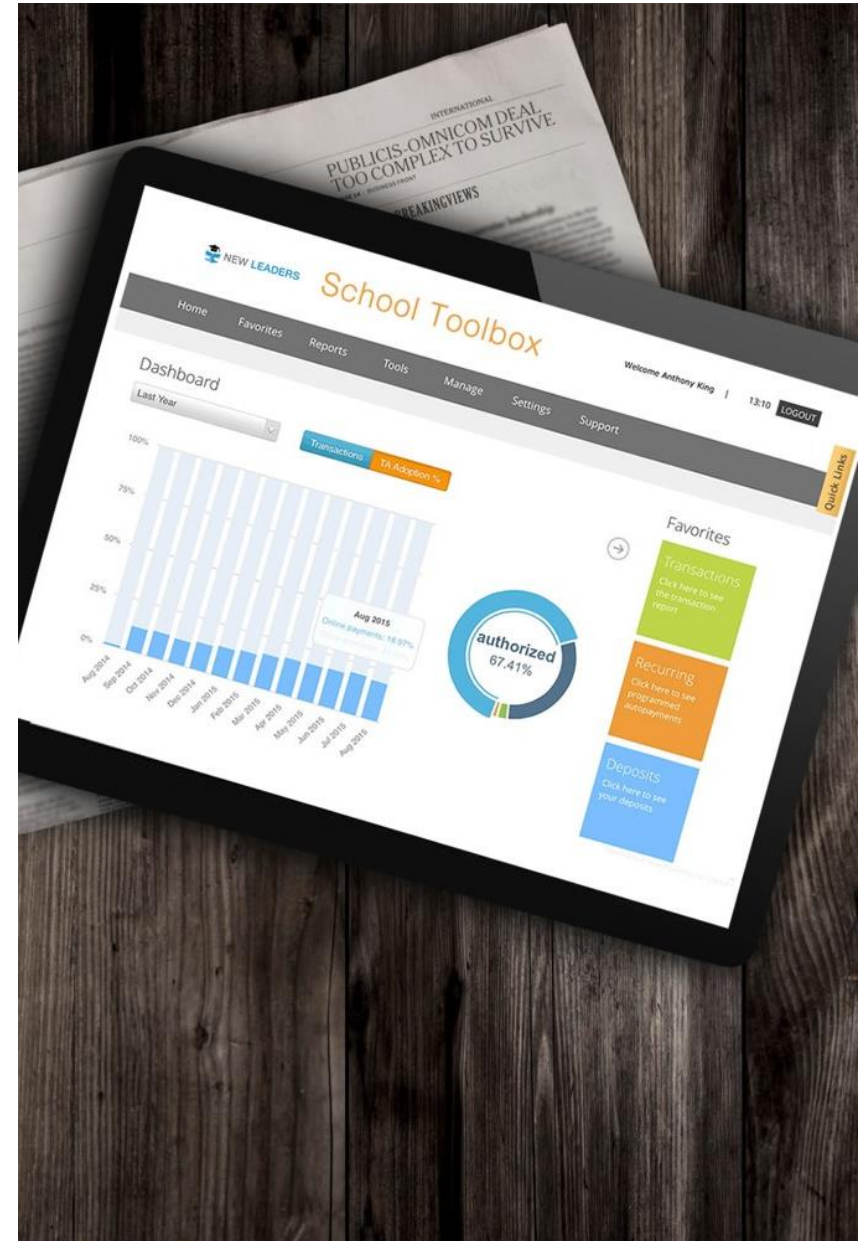 INTERNATIONAL
PUBLICIS-OMNICOM DEAL
TOO COMPLEX TO SURVIVE
BUSINESS FRONT
BREAKINGVIEWS
NEW LEADERS
School Toolbox
Welcome Anthony King | 13:10 LOGOUT
Home Favorites Reports Tools Manage Settings Support
Quick Links
Dashboard
Last Year
Transactions TA Adoption %
100%
75%
50%
25%
0%
Aug 2014
Sep 2014
Oct 2014
Nov 2014
Dec 2014
Jan 2015
Feb 2015
Mar 2015
Apr 2015
May 2015
Jun 2015
Jul 2015
Aug 2015
Aug 2015
Online payments: 18.97%
authorized
67.41%
Favorites
Transactions
Click here to see
the transaction
report
Recurring
Click here to see
programmed
autopayments
Deposits
Click here to see
your deposits